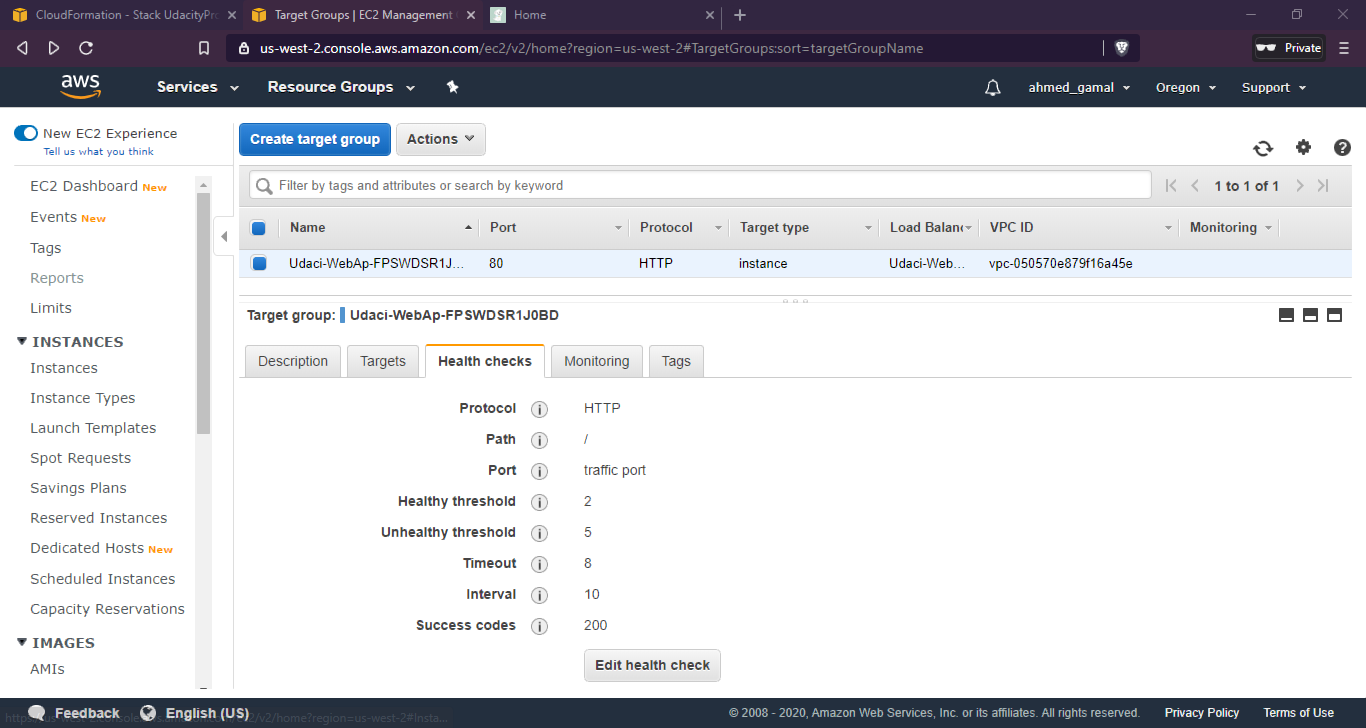 CloudFormation - Stack UdacityPro
Target Groups | EC2 Management
Home
us-west-2.console.aws.amazon.com/ec2/v2/home?region=us-west-2#TargetGroups:sort=targetGroupName
Private
aws
Services
Resource Groups
ahmed_gamal
Oregon
Support
New EC2 Experience
Tell us what you think
EC2 Dashboard New
Events New
Tags
Reports
Limits
INSTANCES
Instances
Instance Types
Launch Templates
Spot Requests
Savings Plans
Reserved Instances
Dedicated Hosts New
Scheduled Instances
Capacity Reservations
IMAGES
AMIs
Create target group
Actions
Filter by tags and attributes or search by keyword
1 to 1 of 1
Name Port Protocol Target type Load Balanc VPC ID Monitoring
Udaci-WebAp-FPSWDSR1J... 80 HTTP instance Udaci-Web... vpc-050570e879f16a45e
Target group: Udaci-WebAp-FPSWDSR1J0BD
Description Targets Health checks Monitoring Tags
Protocol i HTTP
Path i /
Port i traffic port
Healthy threshold i 2
Unhealthy threshold i 5
Timeout i 8
Interval i 10
Success codes i 200
Edit health check
Feedback
English (US)
https://us-west-2.console.aws.amazon.com/ec2/v2/home?region=us-west-2#Insta...
© 2008 - 2020, Amazon Web Services, Inc. or its affiliates. All rights reserved.
Privacy Policy
Terms of Use